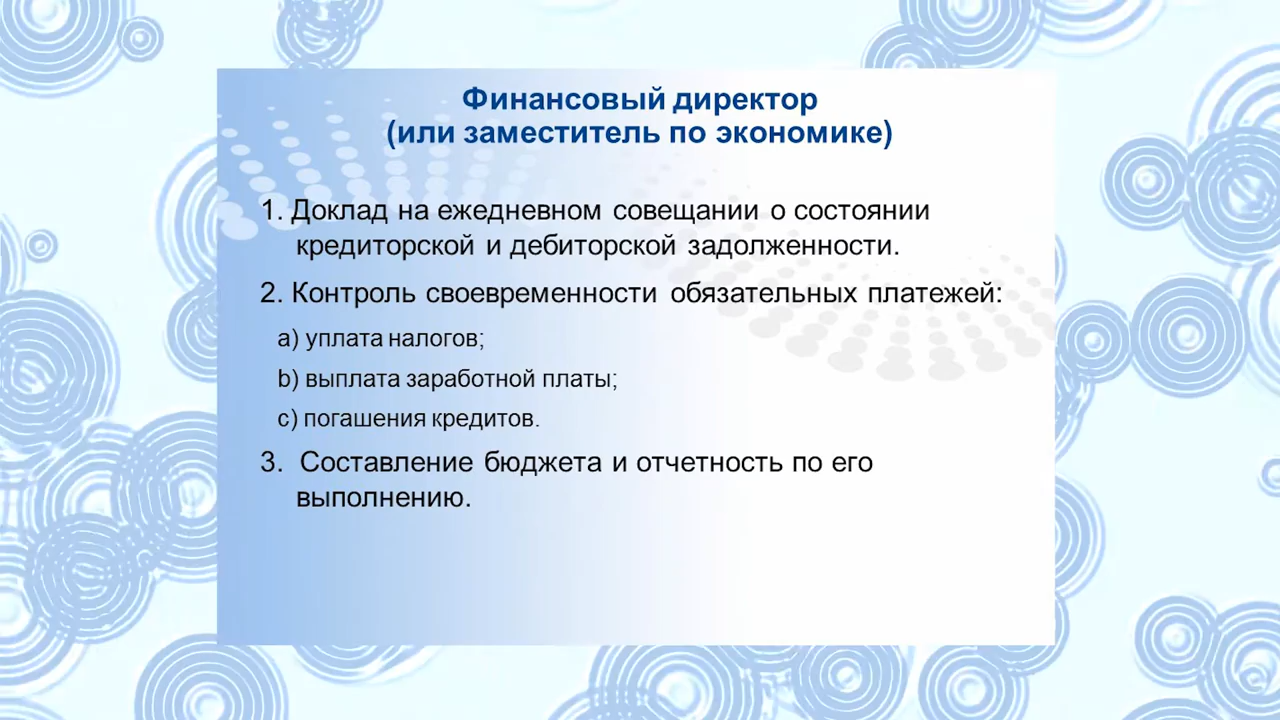 Финансовый директор
(или заместитель по экономике)
1. Доклад на ежедневном совещании о состоянии
кредиторской и дебиторской задолженности.
2. Контроль своевременности обязательных платежей:
a) уплата налогов;
b) выплата заработной платы;
c) погашения кредитов.
3. Составление бюджета и отчетность по его
выполнению.